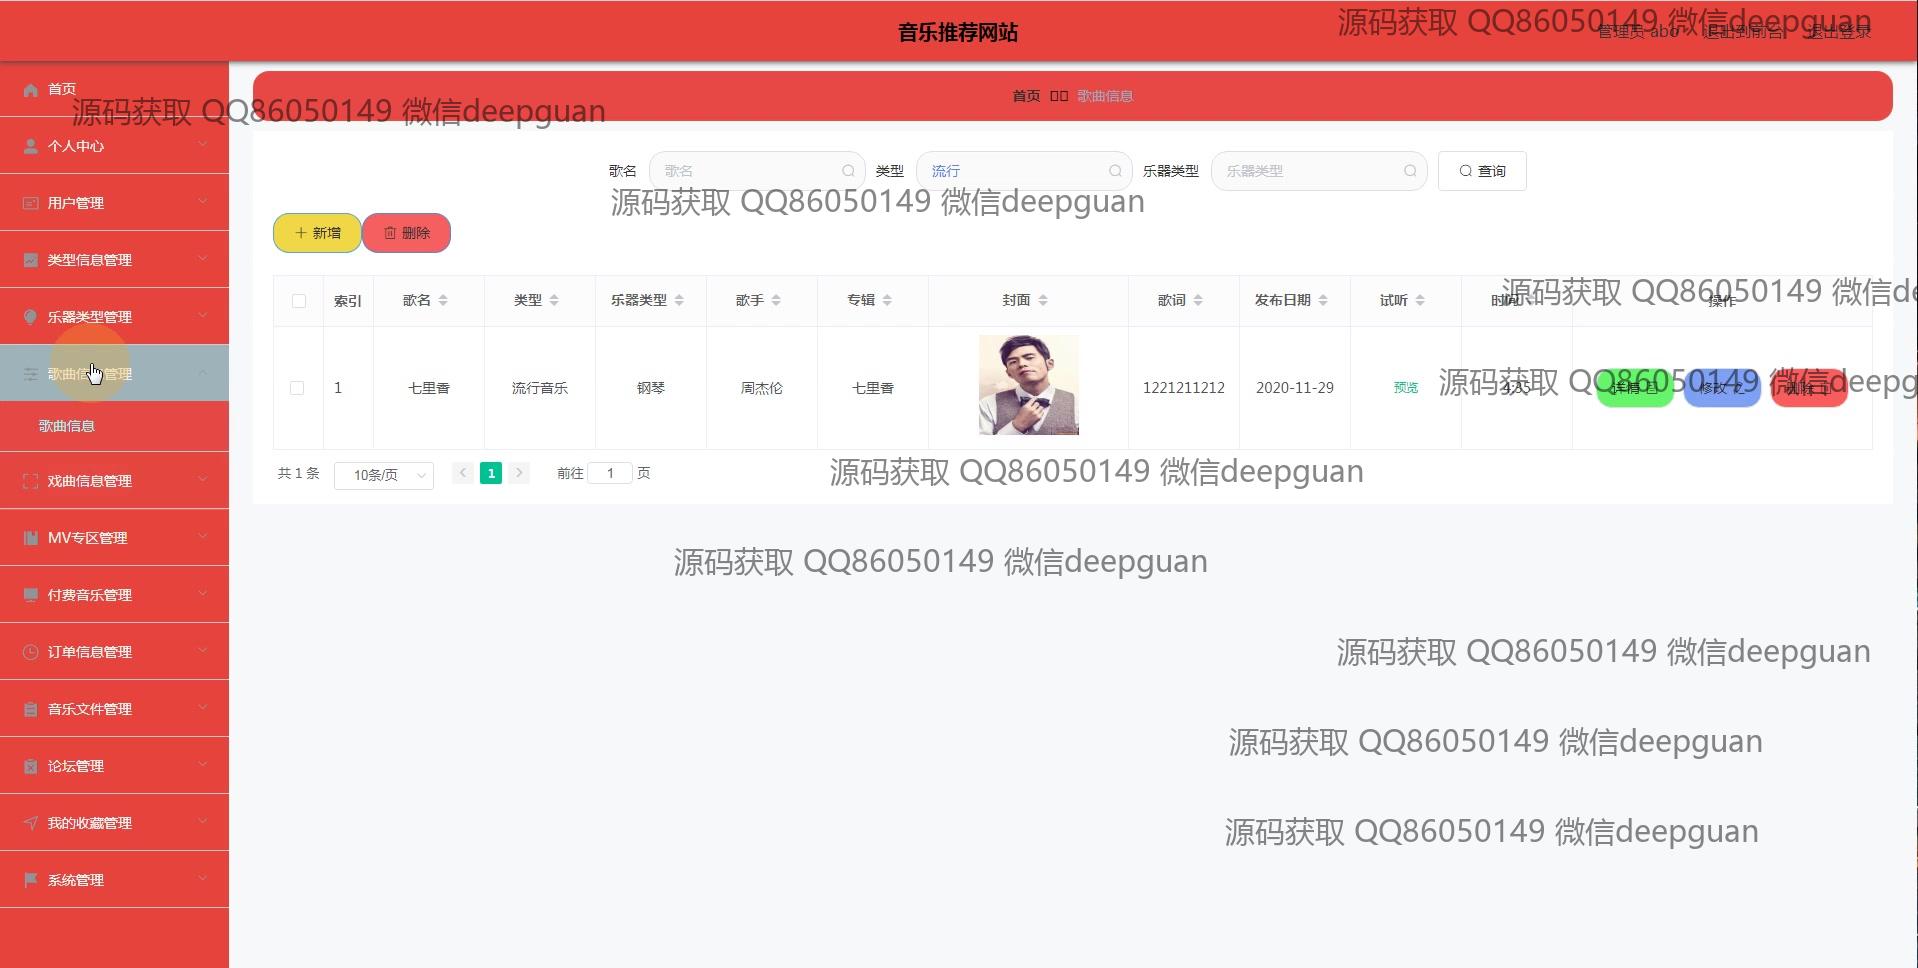 音乐推荐网站
管理员 abo 退出到前台 退出登录
源码获取 QQ86050149 微信deepguan
首页
源码获取 QQ86050149 微信deepguan
个人中心
用户管理
类型信息管理
乐器类型管理
歌曲信息管理
歌曲信息
戏曲信息管理
MV专区管理
付费音乐管理
订单信息管理
音乐文件管理
论坛管理
我的收藏管理
系统管理
首页 歌曲信息
歌名 歌名 类型 流行 乐器类型 乐器类型 查询
源码获取 QQ86050149 微信deepguan
新增 删除
索引 歌名 类型 乐器类型 歌手 专辑 封面 歌词 发布日期 试听 时间 操作
源码获取 QQ86050149 微信de
1 七里香 流行音乐 钢琴 周杰伦 七里香 1221211212 2020-11-29 预览 4:35 详情 修改 删除
源码获取 QQ86050149 微信deepg
共 1 条 10条/页 1 前往 1 页
源码获取 QQ86050149 微信deepguan
源码获取 QQ86050149 微信deepguan
源码获取 QQ86050149 微信deepguan
源码获取 QQ86050149 微信deepguan
源码获取 QQ86050149 微信deepguan